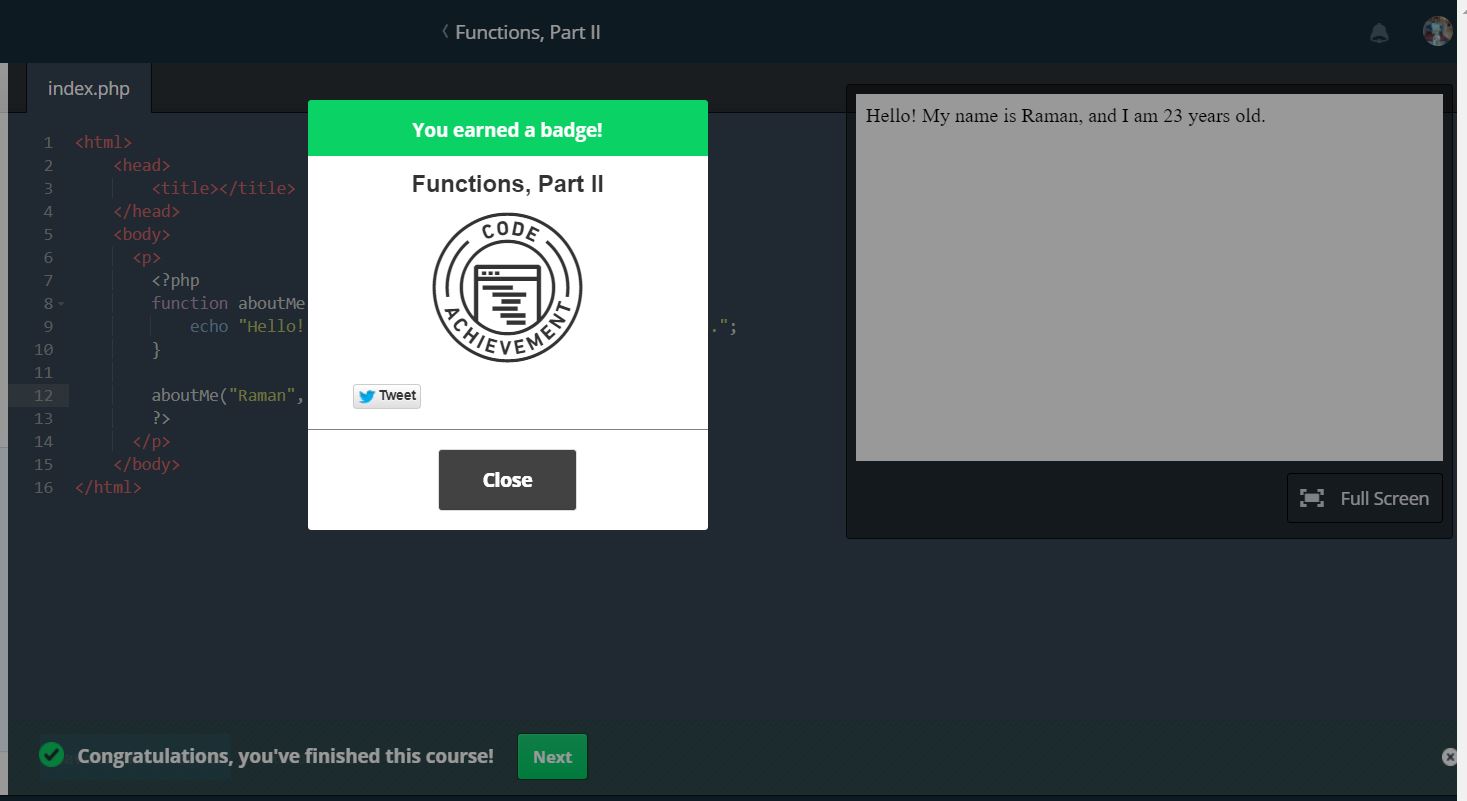 Functions, Part II
index.php
You earned a badge!
Functions, Part II
CODE
ACHIEVEMENT
Tweet
Close
1 <html>
2 <head>
3 <title></title>
4 </head>
5 <body>
6 <p>
7 <?php
8 function aboutMe
9 echo "Hello! .";
10 }
11
12 aboutMe("Raman",
13 ?>
14 </p>
15 </body>
16 </html>
Hello! My name is Raman, and I am 23 years old.
Full Screen
Congratulations, you've finished this course!
Next